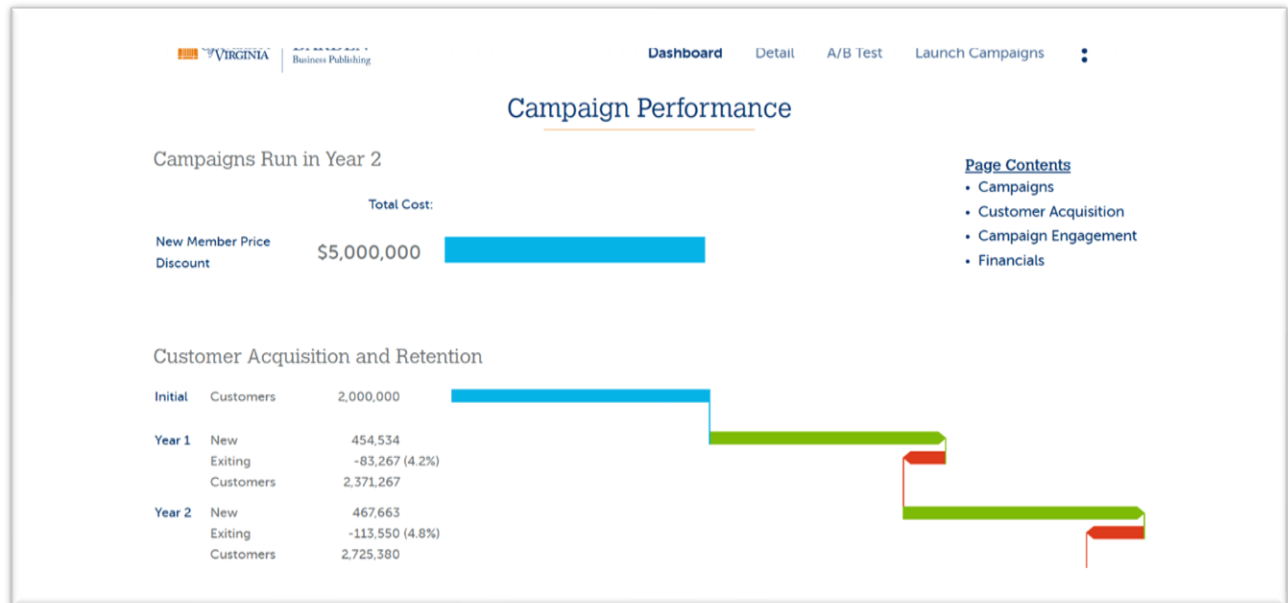 VIRGINIA
Business Publishing
Dashboard Detail A/B Test Launch Campaigns
Campaign Performance
Campaigns Run in Year 2
Total Cost:
New Member Price
Discount
$5,000,000
Page Contents
• Campaigns
• Customer Acquisition
• Campaign Engagement
• Financials
Customer Acquisition and Retention
Initial Customers 2,000,000
Year 1 New 454,534
Exiting -83,267 (4.2%)
Customers 2,371,267
Year 2 New 467,663
Exiting -113,550 (4.8%)
Customers 2,725,380